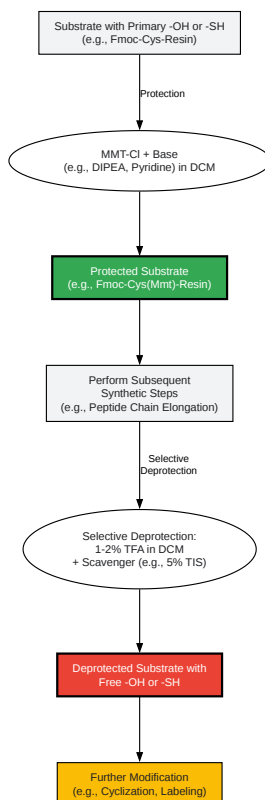 Substrate with Primary -OH or -SH
(e.g., Fmoc-Cys-Resin)
Protection
MMT-Cl + Base
(e.g., DIPEA, Pyridine) in DCM
Protected Substrate
(e.g., Fmoc-Cys(Mmt)-Resin)
Perform Subsequent
Synthetic Steps
(e.g., Peptide Chain Elongation)
Selective
Deprotection
Selective Deprotection:
1-2% TFA in DCM
+ Scavenger (e.g., 5% TIS)
Deprotected Substrate with
Free -OH or -SH
Further Modification
(e.g., Cyclization, Labeling)